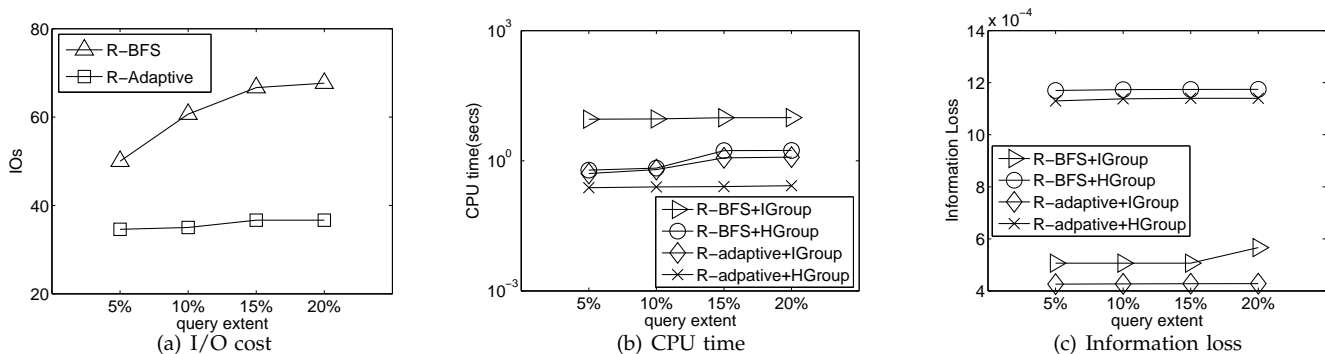 80
60
40
20
IOs
R−BFS
R−Adaptive
5% 10% 15% 20%
query extent
(a) I/O cost
10^3
10^0
10^−3
CPU time(secs)
R−BFS+IGroup
R−BFS+HGroup
R−adaptive+IGroup
R−adpative+HGroup
5% 10% 15% 20%
query extent
(b) CPU time
x 10^−4
14
12
10
8
6
4
Information Loss
R−BFS+IGroup
R−BFS+HGroup
R−adaptive+IGroup
R−adpative+HGroup
5% 10% 15% 20%
query extent
(c) Information loss